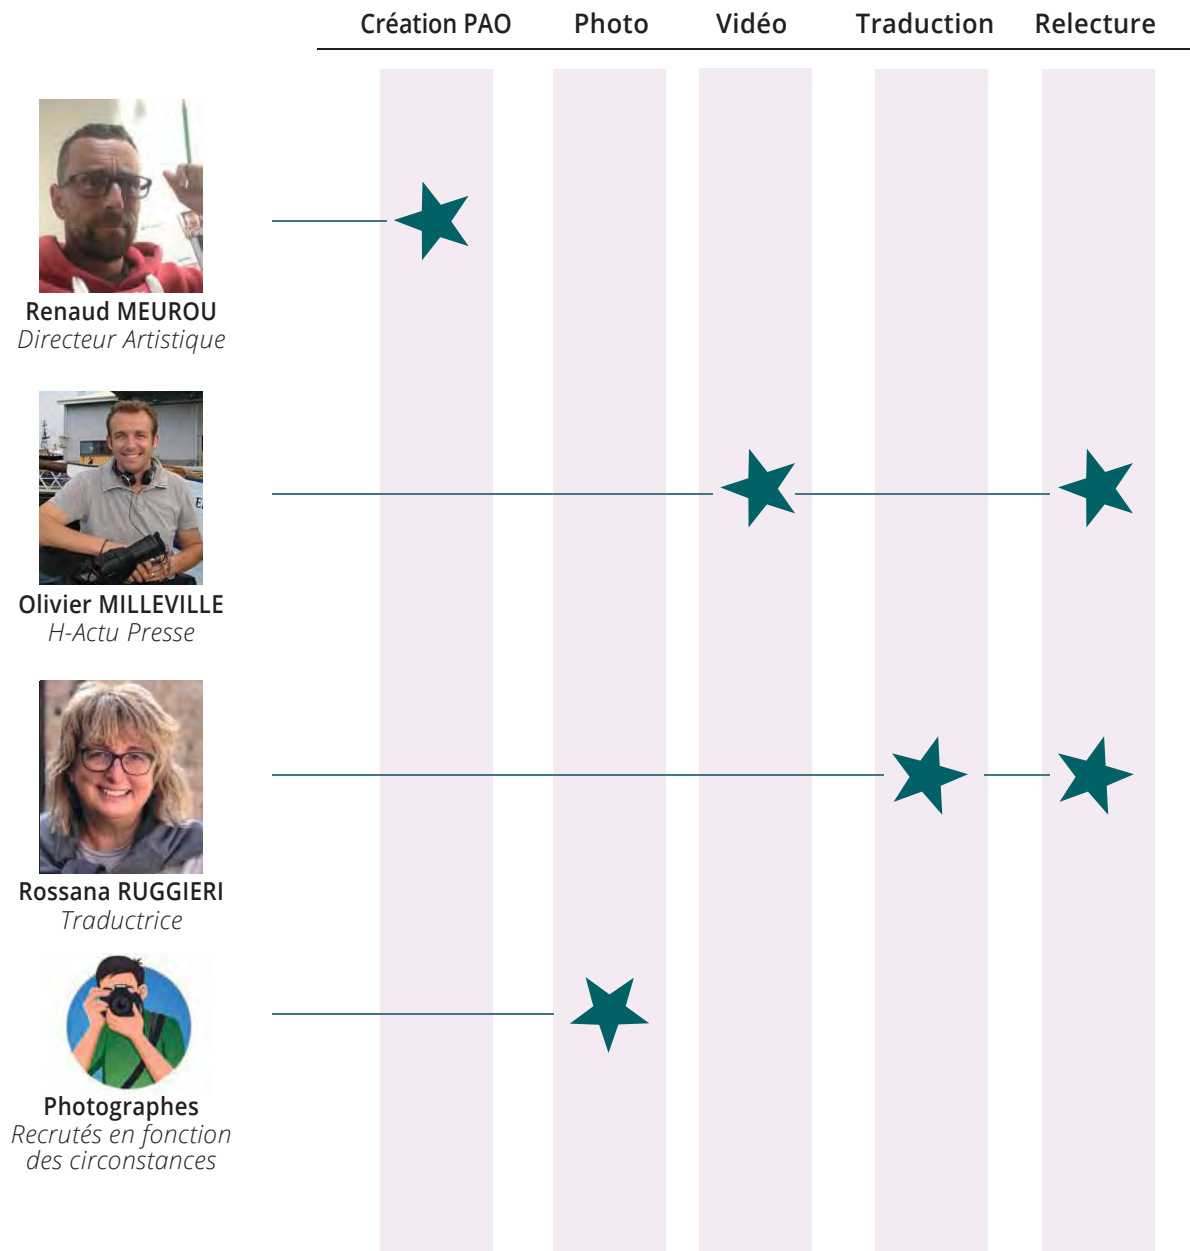 Création PAO Photo Vidéo Traduction Relecture
Renaud MEUROU
Directeur Artistique
Olivier MILLEVILLE
H-Actu Presse
Rossana RUGGIERI
Traductrice
Photographes
Recrutés en fonction
des circonstances